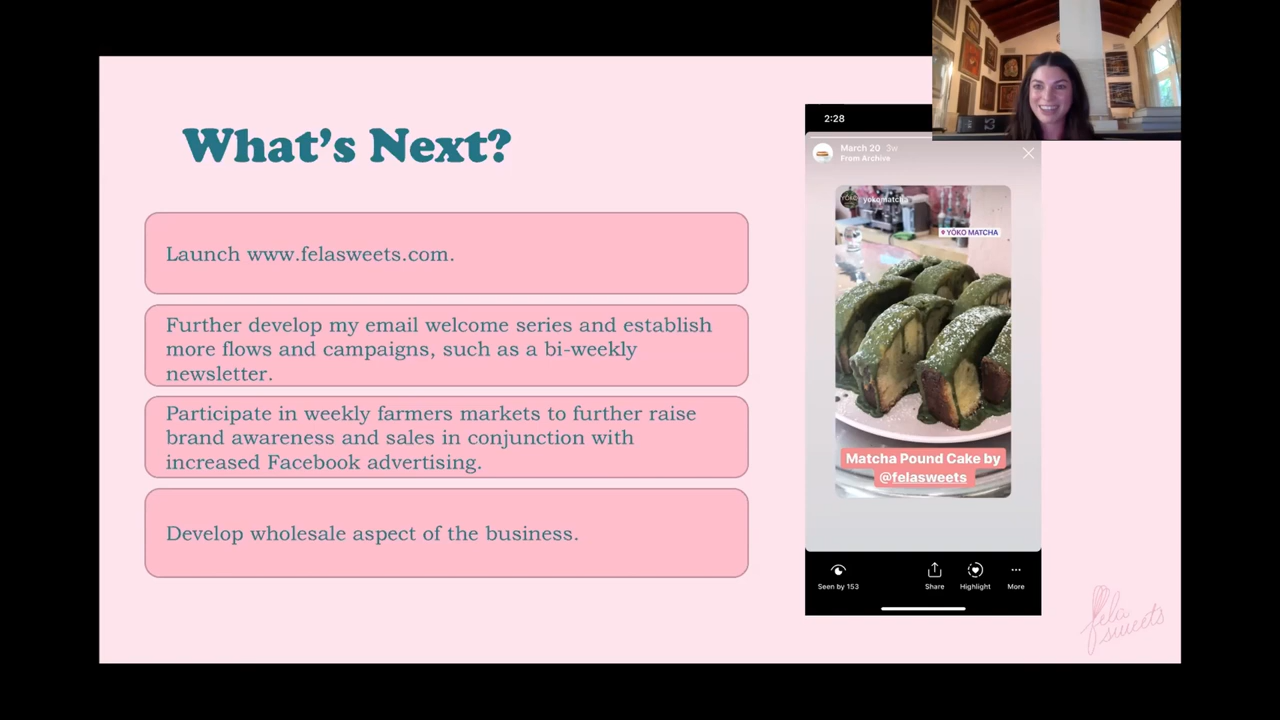 What's Next?
Launch www.felasweets.com.
Further develop my email welcome series and establish
more flows and campaigns, such as a bi-weekly
newsletter.
Participate in weekly farmers markets to further raise
brand awareness and sales in conjunction with
increased Facebook advertising.
Develop wholesale aspect of the business.
2:28
March 20 3w
From Archive
yokomatcha
YŌKO MATCHA
Matcha Pound Cake by
@felasweets
Seen by 153
Share
Highlight
More
fela
sweets